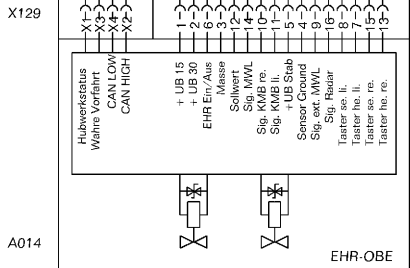 X129
X1
X3
X4
X2
1
2
3
12
14
10
11
5
4
9
16
8
7
15
13
Hubwerkstatus
Wahre Vorfahrt
CAN LOW
CAN HIGH
+ UB 15
+ UB 30
EHR Ein/Aus
Masse
Sollwert
Sig. MWL
Sig. KMB re.
Sig. KMB li.
+UB Stab
Sensor Ground
Sig. ext. MWL
Sig. Radar
Taster se. li.
Taster he. li.
Taster se. re.
Taster he. re.
A014
EHR-OBE